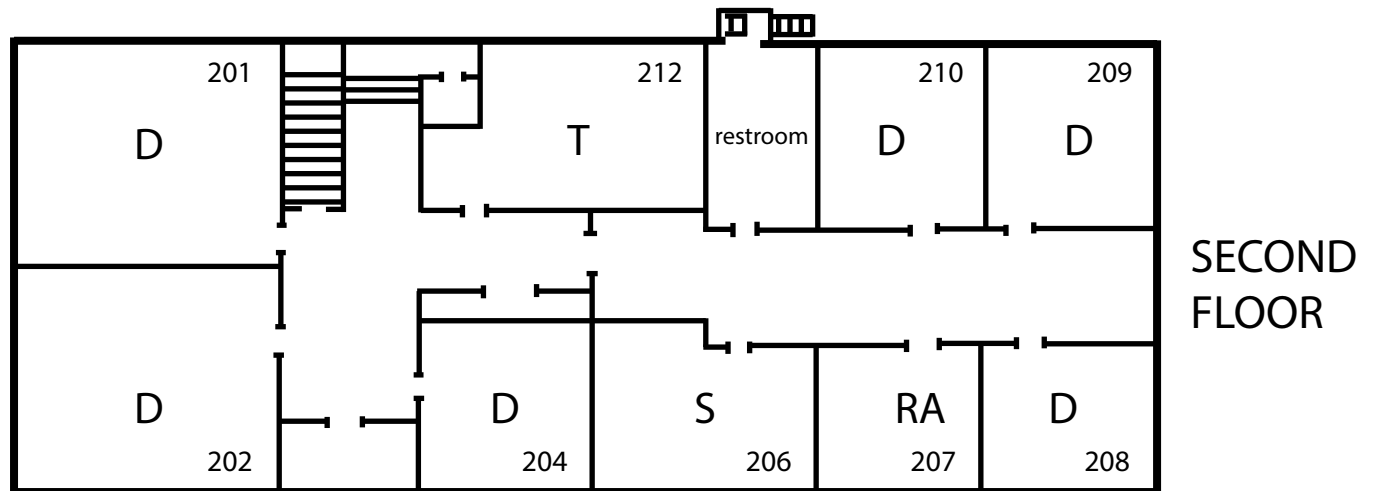 201
212
210
209
D
T
restroom
D
D
SECOND
FLOOR
D
D
S
RA
D
202
204
206
207
208